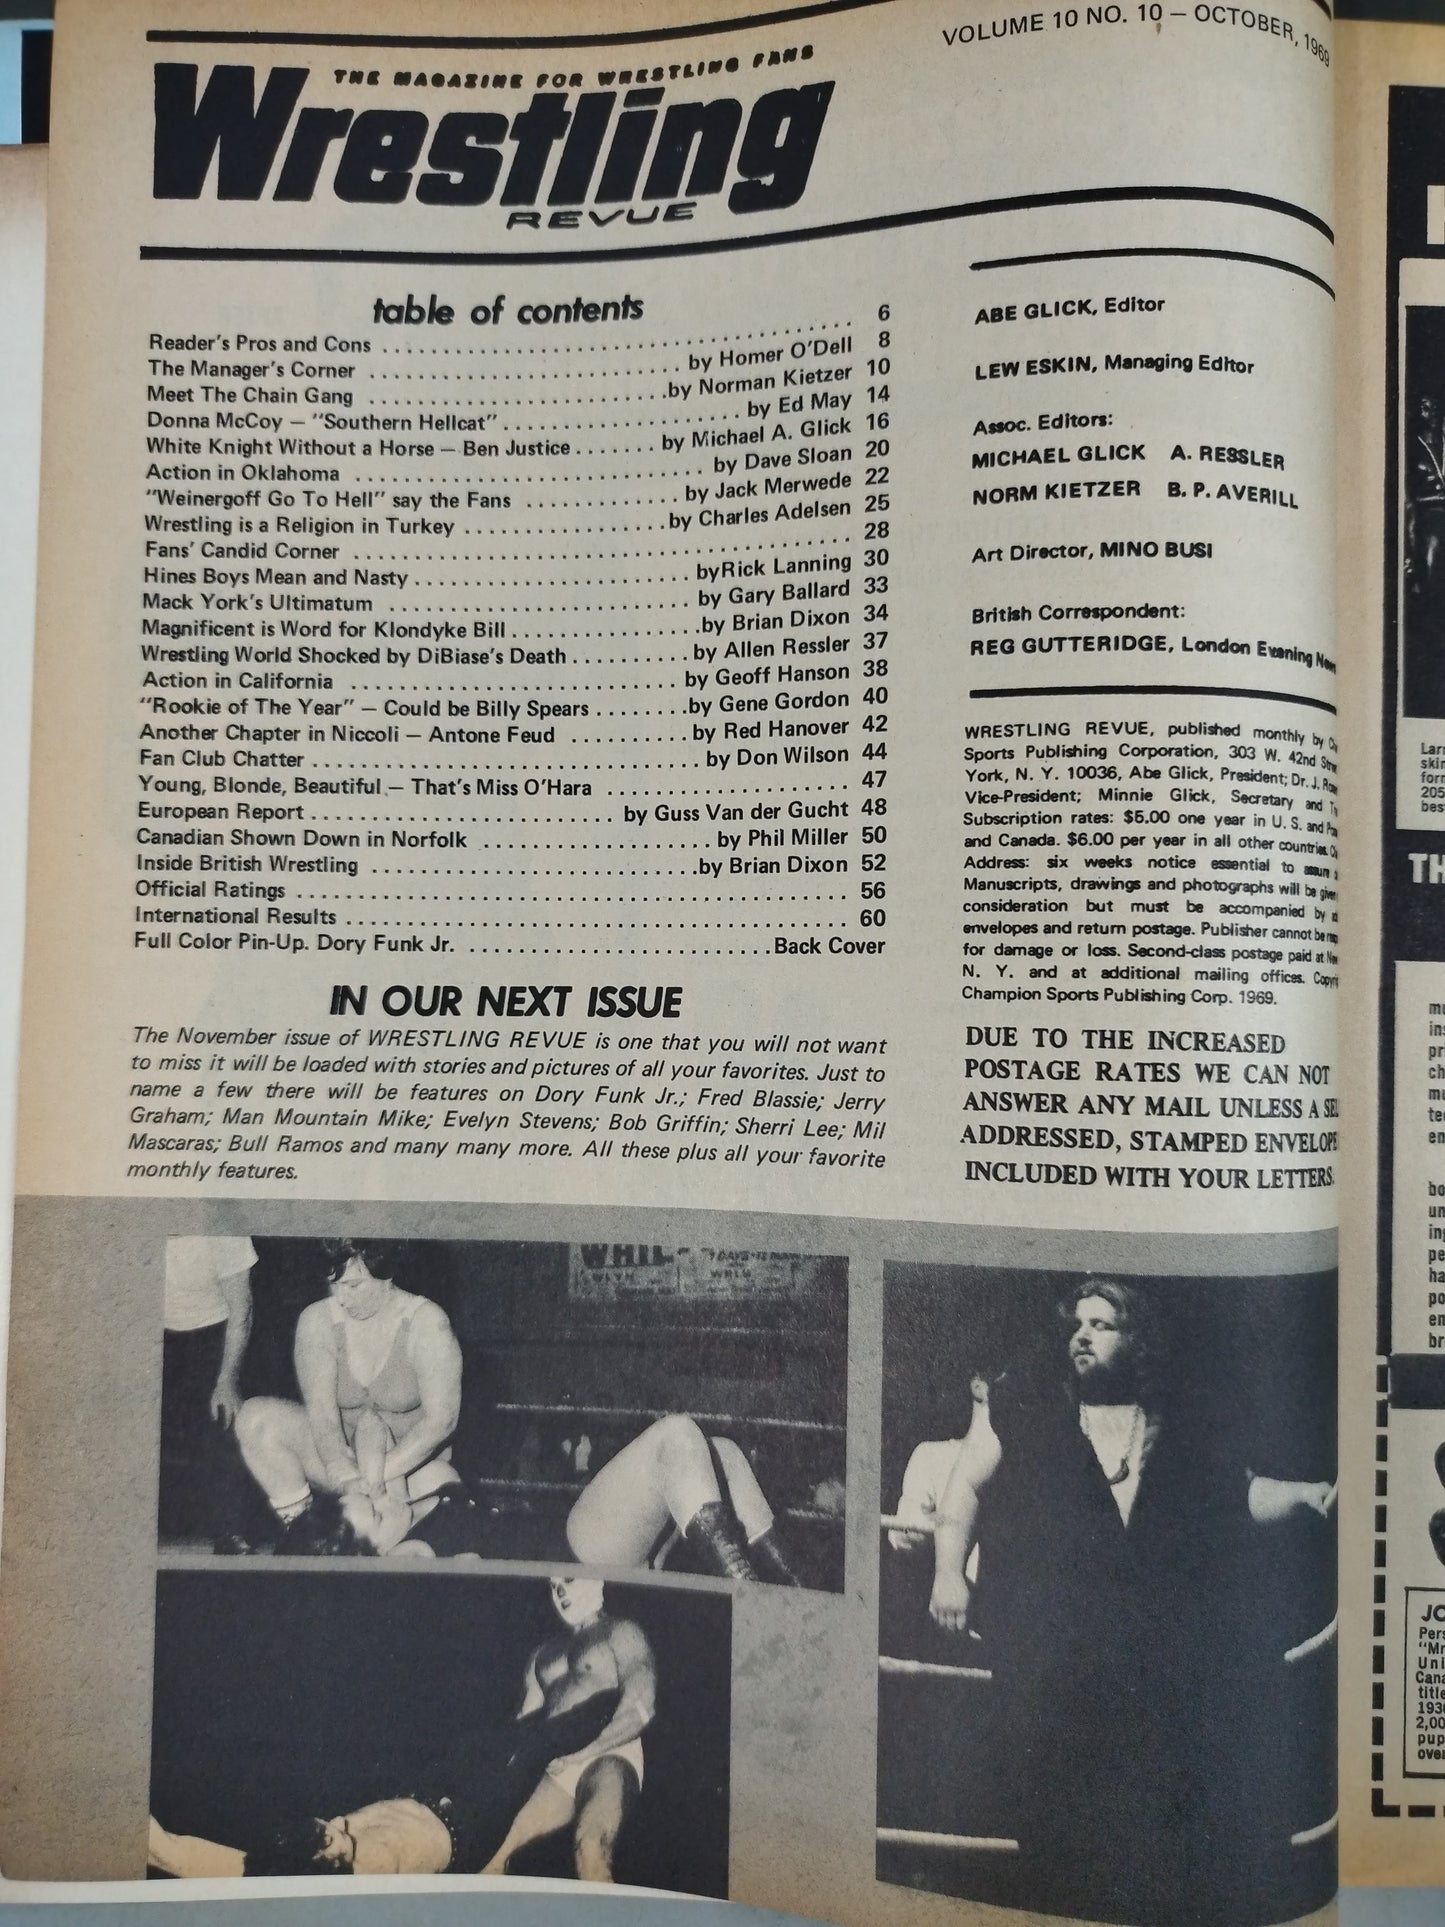 VOLUME 10 NO. 10 — OCTOBER, 1969
THE MAGAZINE FOR WRESTLING FANS
Wrestling
REVUE
table of contents
Reader's Pros and Cons . . . . . . . . . . . . . . . . . . . . 6
The Manager's Corner . . . . . . . . . . by Homer O'Dell 8
Meet The Chain Gang . . . . . . . . . . by Norman Kietzer 10
Donna McCoy — "Southern Hellcat" . . . . . . . . . . by Ed May 14
White Knight Without a Horse — Ben Justice . . . . . . . by Michael A. Glick 16
Action in Oklahoma . . . . . . . . . . by Dave Sloan 20
"Weinergoff Go To Hell" say the Fans . . . . . . . . . . by Jack Merwede 22
Wrestling is a Religion in Turkey . . . . . . . . . . by Charles Adelsen 25
Fans' Candid Corner . . . . . . . . . . . . . . . . . . . . 28
Hines Boys Mean and Nasty . . . . . . . . . . byRick Lanning 30
Mack York's Ultimatum . . . . . . . . . . by Gary Ballard 33
Magnificent is Word for Klondyke Bill . . . . . . . . . . by Brian Dixon 34
Wrestling World Shocked by DiBiase's Death . . . . . . . . . . by Allen Ressler 37
Action in California . . . . . . . . . . by Geoff Hanson 38
"Rookie of The Year" — Could be Billy Spears . . . . . . . . by Gene Gordon 40
Another Chapter in Niccoli — Antone Feud . . . . . . . . . . by Red Hanover 42
Fan Club Chatter . . . . . . . . . . by Don Wilson 44
Young, Blonde, Beautiful — That's Miss O'Hara . . . . . . . . . . 47
European Report . . . . . . . . . . by Guss Van der Gucht 48
Canadian Shown Down in Norfolk . . . . . . . . . . by Phil Miller 50
Inside British Wrestling . . . . . . . . . . by Brian Dixon 52
Official Ratings . . . . . . . . . . . . . . . . . . . . 56
International Results . . . . . . . . . . . . . . . . . . . . 60
Full Color Pin-Up. Dory Funk Jr. . . . . . . . . . . Back Cover
IN OUR NEXT ISSUE
The November issue of WRESTLING REVUE is one that you will not want
to miss it will be loaded with stories and pictures of all your favorites. Just to
name a few there will be features on Dory Funk Jr.; Fred Blassie; Jerry
Graham; Man Mountain Mike; Evelyn Stevens; Bob Griffin; Sherri Lee; Mil
Mascaras; Bull Ramos and many many more. All these plus all your favorite
monthly features.
ABE GLICK, Editor
LEW ESKIN, Managing Editor
Assoc. Editors:
MICHAEL GLICK A. RESSLER
NORM KIETZER B. P. AVERILL
Art Director, MINO BUSI
British Correspondent:
REG GUTTERIDGE, London Evening
WRESTLING REVUE, published monthly by
Sports Publishing Corporation, 303 W. 42nd
York, N. Y. 10036, Abe Glick, President; Dr. J.
Vice-President; Minnie Glick, Secretary and
Subscription rates: $5.00 one year in U. S. and
and Canada. $6.00 per year in all other countries.
Address: six weeks notice essential to
Manuscripts, drawings and photographs will be
consideration but must be accompanied by
envelopes and return postage. Publisher cannot be
for damage or loss. Second-class postage paid at
N. Y. and at additional mailing offices.
Champion Sports Publishing Corp. 1969.
DUE TO THE INCREASED
POSTAGE RATES WE CAN NOT
ANSWER ANY MAIL UNLESS A
ADDRESSED, STAMPED ENVELOPE
INCLUDED WITH YOUR LETTERS.